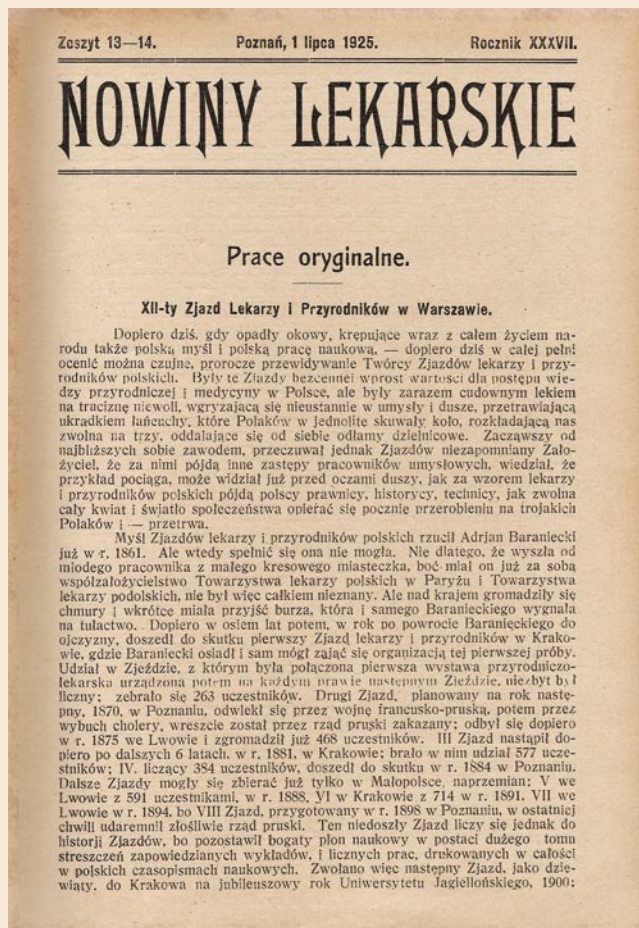 Zeszyt 13—14. Poznań, 1 lipca 1925. Rocznik XXXVII.
NOWINY LEKARSKIE
Prace oryginalne.
XII-ty Zjazd Lekarzy i Przyrodników w Warszawie.
Dopiero dziś, gdy opadły okowy, krępujące wraz z całem życiem na-
rodu także polską myśl i polską pracę naukową, — dopiero dziś w całej pełni
ocenić można czujne, prorocze przewidywanie Twórcy Zjazdów lekarzy i przy-
rodników polskich. Były te Zjazdy bezcennej wprost wartości dla postępu wie-
dzy przyrodniczej i medycyny w Polsce, ale były zarazem cudownym lekiem
na truciznę niewoli, wgryzającą się nieustannie w umysły i dusze, przetrawiającą
ukradkiem łańcuchy, które Polaków w jednolite skuwały koło, rozkładającą nas
zwolna na trzy, oddalające się od siebie odłamy dzielnicowe. Zacząwszy od
najbliższych sobie zawodem, przeczuwał jednak Zjazdów niezapomniany Zało-
życiel, że za nimi pójdą inne zastępy pracowników umysłowych, wiedział, że
przykład pociąga, może widział już przed oczami duszy, jak za wzorem lekarzy
i przyrodników polskich pójdą polscy prawnicy, historycy, technicy, jak zwolna
cały kwiat i światło społeczeństwa opierać się pocznie przerobieniu na trojakich
Polaków i — przetrwa.
Myśl Zjazdów lekarzy i przyrodników polskich rzucił Adrjan Baraniecki
już w r. 1861. Ale wtedy spełnić się ona nie mogła. Nie dlatego, że wyszła od
młodego pracownika z małego kresowego miasteczka, boć miał on już za sobą
współzałożycielstwo Towarzystwa lekarzy polskich w Paryżu i Towarzystwa
lekarzy podolskich, nie był więc całkiem nieznany. Ale nad krajem gromadziły się
chmury i wkrótce miała przyjść burza, która i samego Baranieckiego wygnała
na tułactwo. Dopiero w osiem lat potem, w rok po powrocie Baranieckiego do
ojczyzny, doszedł do skutku pierwszy Zjazd lekarzy i przyrodników w Krako-
wie, gdzie Baraniecki osiadł i sam mógł zająć się organizacją tej pierwszej próby.
Udział w Zjeździe, z którym była połączona pierwsza wystawa przyrodniczo-
lekarska urządzona potem na każdym prawie następnym Zjeździe, niezbyt był
liczny; zebrało się 263 uczestników. Drugi Zjazd, planowany na rok nastę-
pny, 1870, w Poznaniu, odwlekł się przez wojnę francusko-pruską, potem przez
wybuch cholery, wreszcie został przez rząd pruski zakazany; odbył się dopiero
w r. 1875 we Lwowie i zgromadził już 468 uczestników. III Zjazd nastąpił do-
piero po dalszych 6 latach, w r. 1881, w Krakowie; brało w nim udział 577 ucze-
stników; IV. liczący 384 uczestników, doszedł do skutku w r. 1884 w Poznaniu.
Dalsze Zjazdy mogły się zbierać już tylko w Małopolsce, naprzemian: V we
Lwowie z 591 uczestnikami, w r. 1888, VI w Krakowie z 714 w r. 1891, VII we
Lwowie w r. 1894, bo VIII Zjazd, przygotowany w r. 1898 w Poznaniu, w ostatniej
chwili udaremnił złośliwie rząd pruski. Ten niedoszły Zjazd liczy się jednak do
historji Zjazdów, bo pozostawił bogaty plon naukowy w postaci dużego tomu
streszczeń zapowiedzianych wykładów, i licznych prac, drukowanych w całości
w polskich czasopismach naukowych. Zwołano więc następny Zjazd, jako dzie-
wiąty, do Krakowa na jubileuszowy rok Uniwersytetu Jagiellońskiego, 1900;